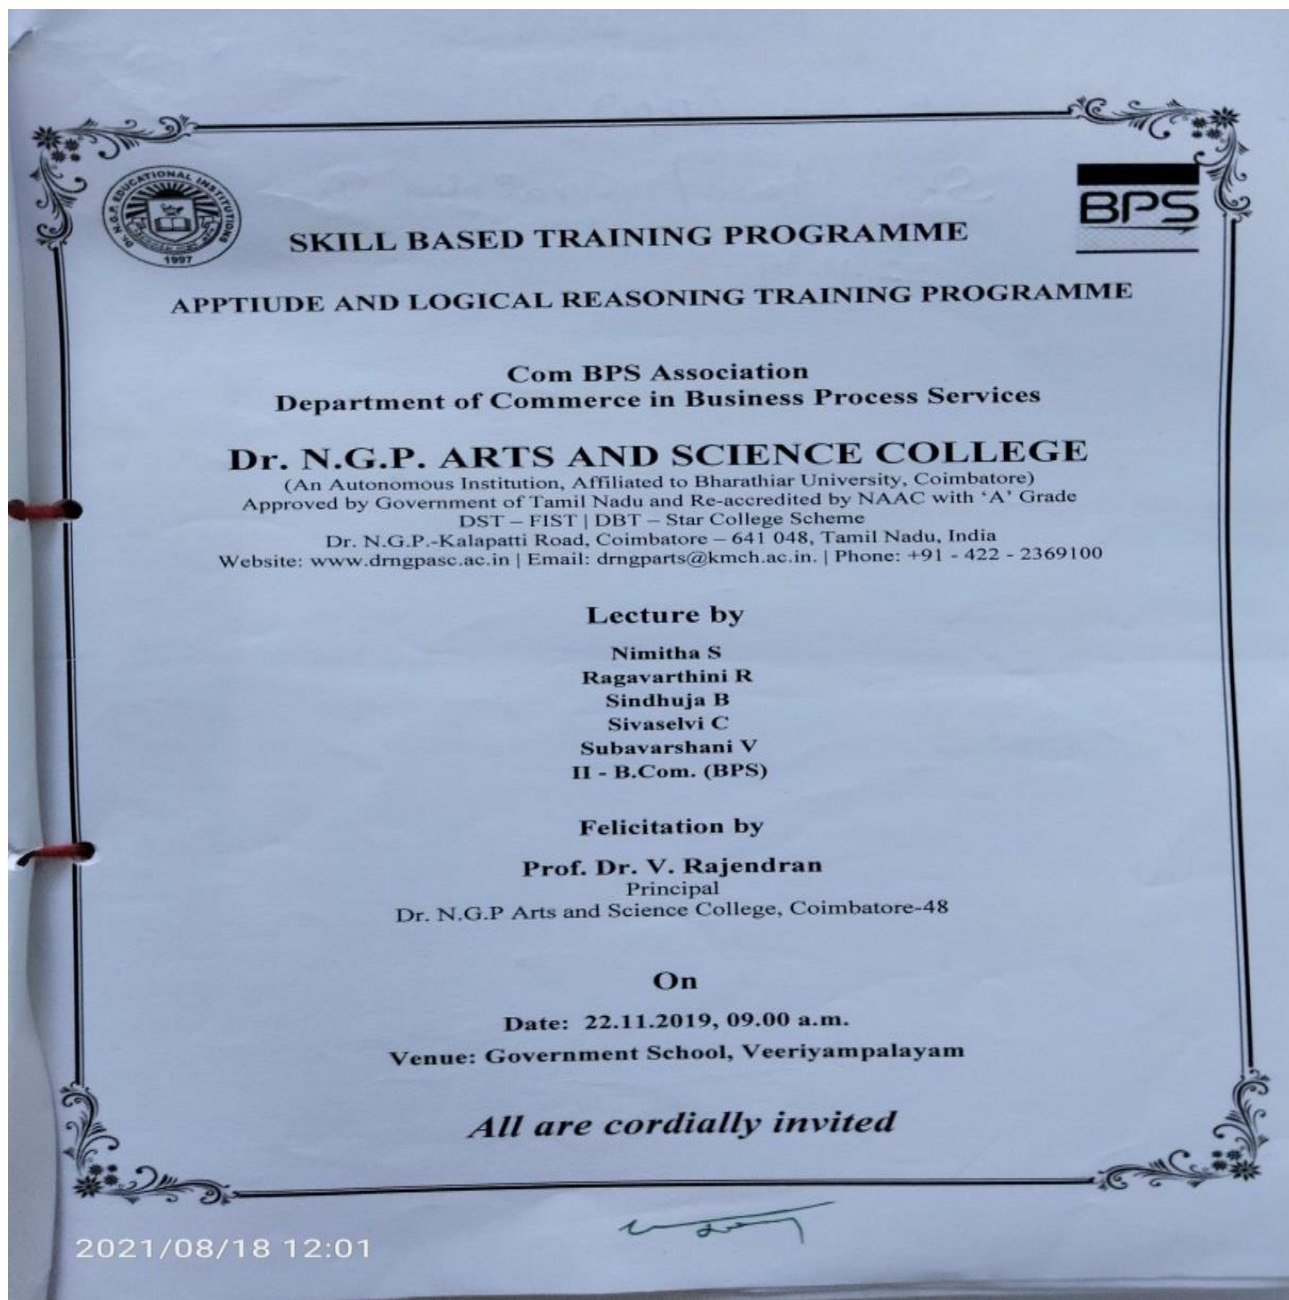 Dr. N.G.P. EDUCATIONAL INSTITUTIONS
1997
BPS
SKILL BASED TRAINING PROGRAMME
APPTIUDE AND LOGICAL REASONING TRAINING PROGRAMME
Com BPS Association
Department of Commerce in Business Process Services
Dr. N.G.P. ARTS AND SCIENCE COLLEGE
(An Autonomous Institution, Affiliated to Bharathiar University, Coimbatore)
Approved by Government of Tamil Nadu and Re-accredited by NAAC with ‘A’ Grade
DST – FIST | DBT – Star College Scheme
Dr. N.G.P.-Kalapatti Road, Coimbatore – 641 048, Tamil Nadu, India
Website: www.drngpasc.ac.in | Email: drngparts@kmch.ac.in. | Phone: +91 - 422 - 2369100
Lecture by
Nimitha S
Ragavarthini R
Sindhuja B
Sivaselvi C
Subavarshani V
II - B.Com. (BPS)
Felicitation by
Prof. Dr. V. Rajendran
Principal
Dr. N.G.P Arts and Science College, Coimbatore-48
On
Date: 22.11.2019, 09.00 a.m.
Venue: Government School, Veeriyampalayam
All are cordially invited
2021/08/18 12:01